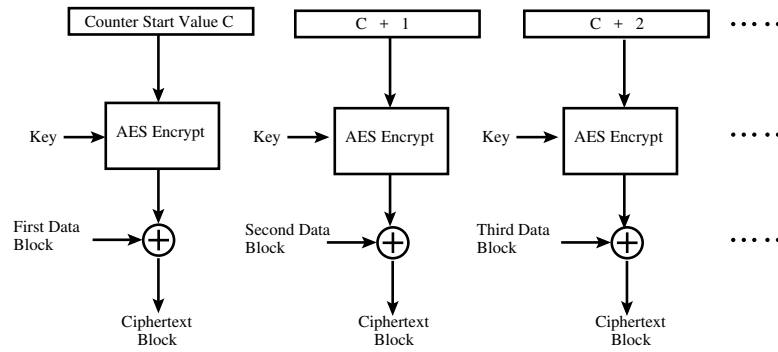 Counter Start Value C
C + 1
C + 2
Key
AES Encrypt
Key
AES Encrypt
Key
AES Encrypt
First Data
Block
Second Data
Block
Third Data
Block
Ciphertext
Block
Ciphertext
Block
Ciphertext
Block